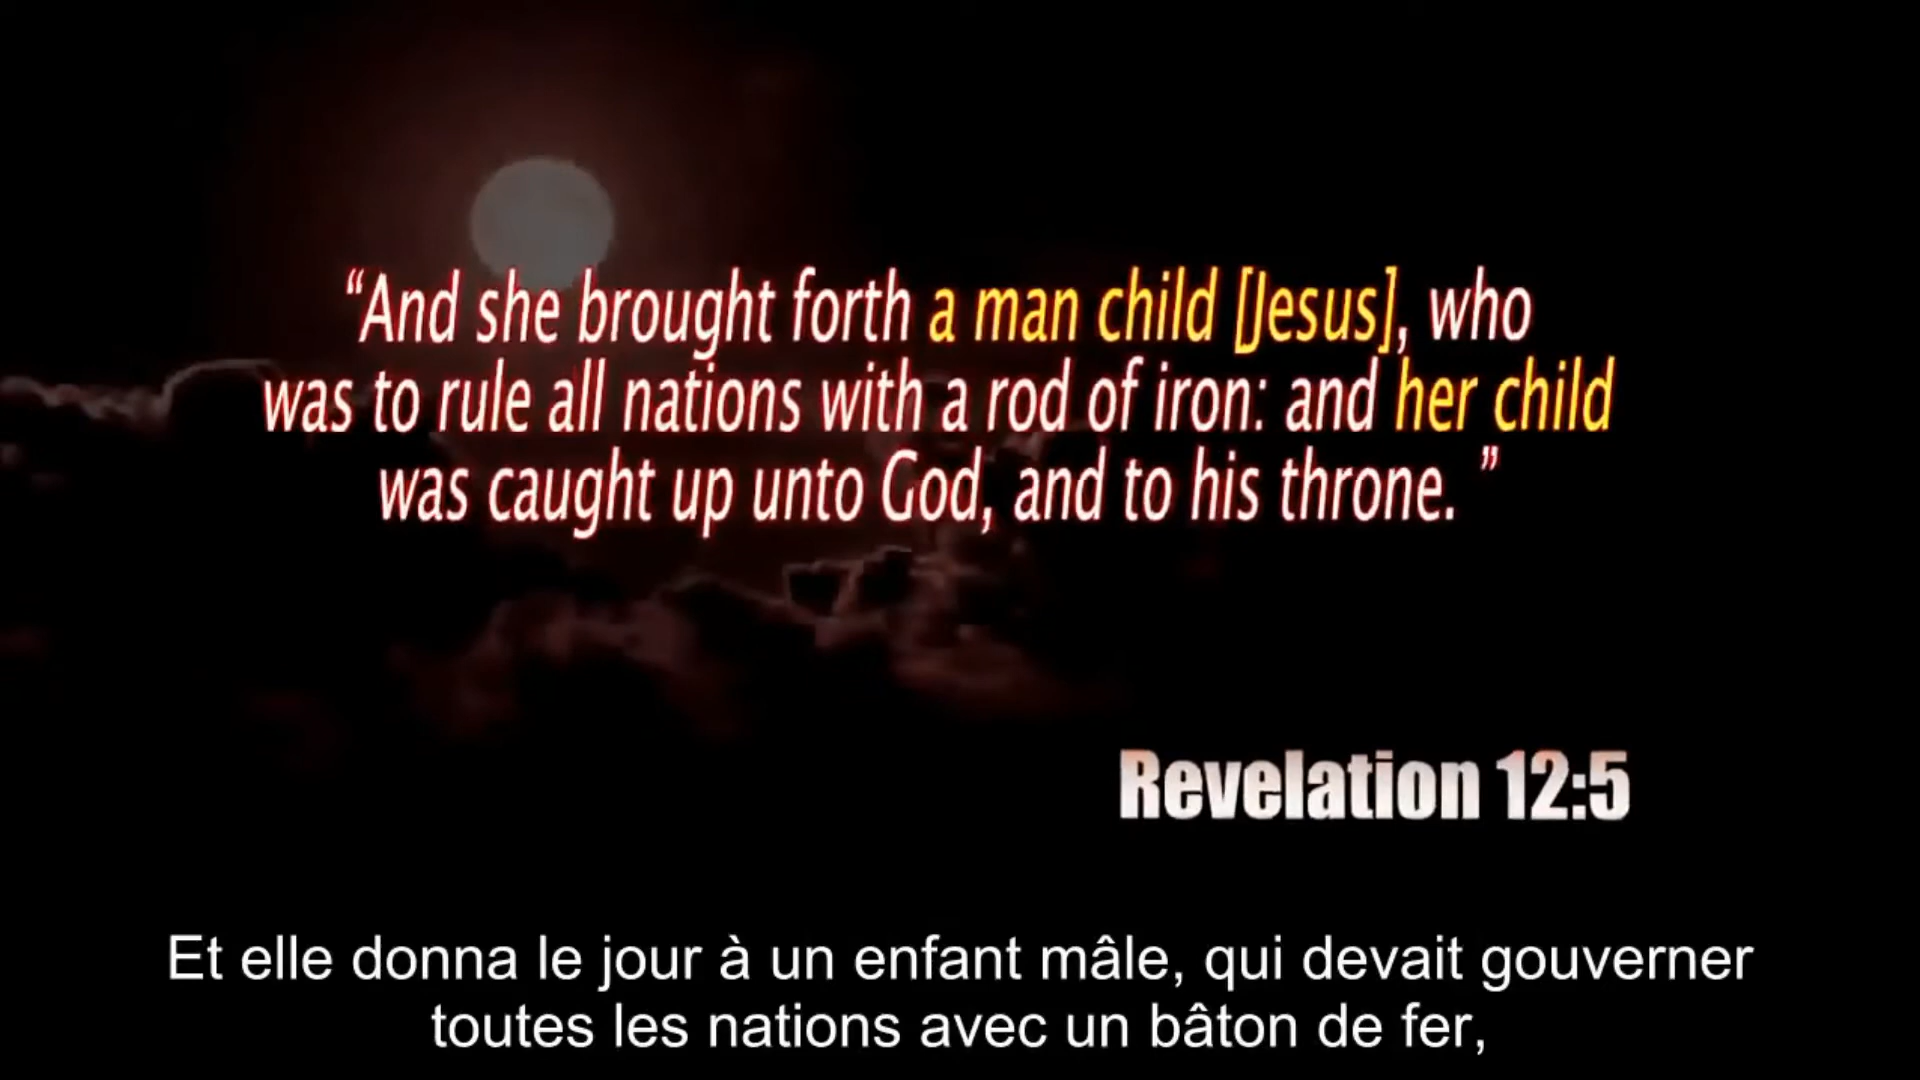 “And she brought forth a man child [Jesus], who
was to rule all nations with a rod of iron: and her child
was caught up unto God, and to his throne. ”
Revelation 12:5
Et elle donna le jour à un enfant mâle, qui devait gouverner
toutes les nations avec un bâton de fer,